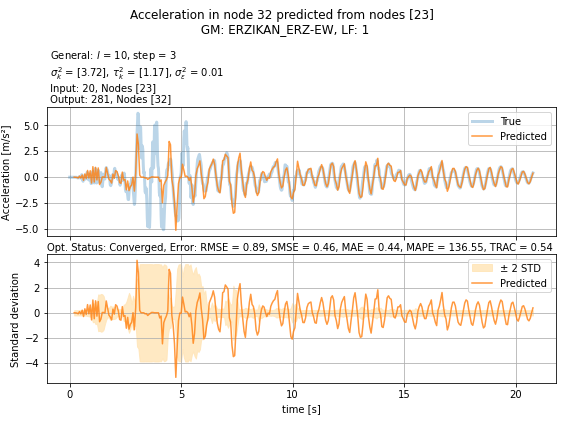 Acceleration in node 32 predicted from nodes [23]
GM: ERZIKAN_ERZ-EW, LF: 1
General: l = 10, step = 3
σ²ₖ = [3.72], τ²ₖ = [1.17], σ²ε = 0.01
Input: 20, Nodes [23]
Output: 281, Nodes [32]
Acceleration [m/s²]
5.0
2.5
0.0
−2.5
−5.0
True
Predicted
Opt. Status: Converged, Error: RMSE = 0.89, SMSE = 0.46, MAE = 0.44, MAPE = 136.55, TRAC = 0.54
Standard deviation
4
2
0
−2
−4
± 2 STD
Predicted
0
5
10
15
20
time [s]